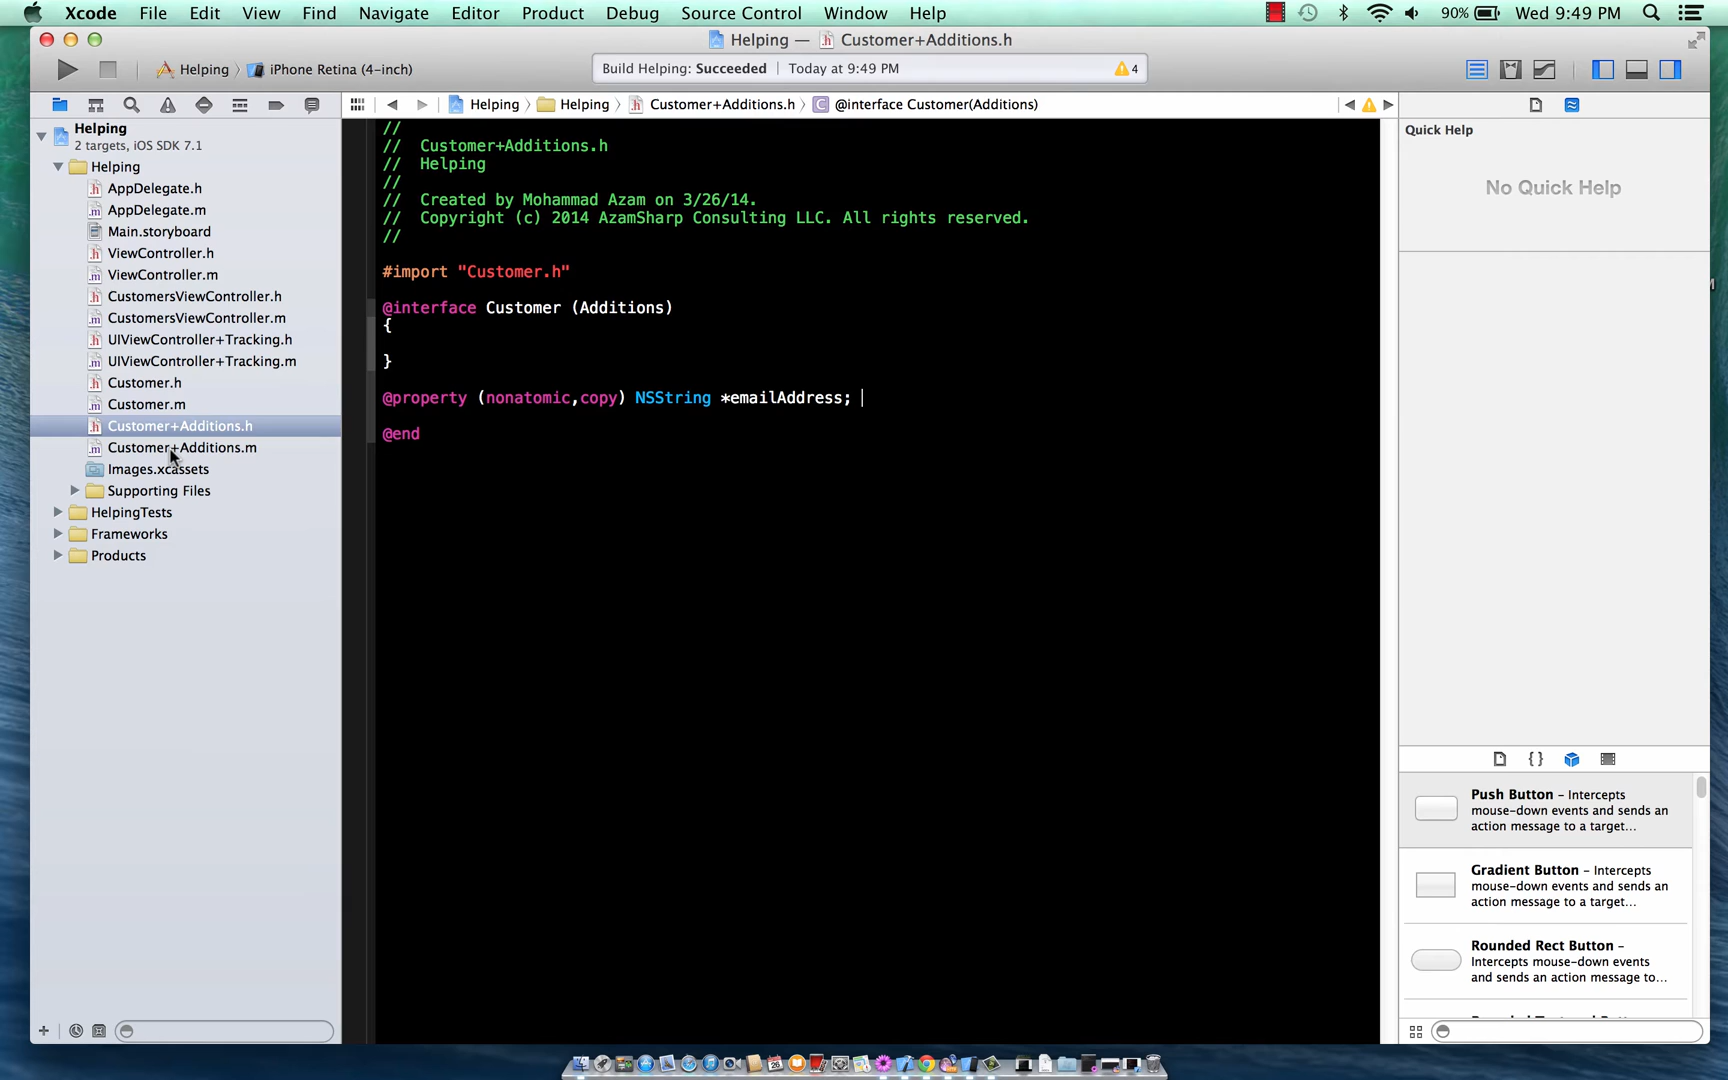 Xcode File Edit View Find Navigate Editor Product Debug Source Control Window Help 90% Wed 9:49 PM
Helping — Customer+Additions.h
Helping iPhone Retina (4-inch)
Build Helping: Succeeded Today at 9:49 PM 4
Helping Helping Customer+Additions.h @interface Customer(Additions)
Helping
2 targets, iOS SDK 7.1
Helping
AppDelegate.h
AppDelegate.m
Main.storyboard
ViewController.h
ViewController.m
CustomersViewController.h
CustomersViewController.m
UIViewController+Tracking.h
UIViewController+Tracking.m
Customer.h
Customer.m
Customer+Additions.h
Customer+Additions.m
Images.xcassets
Supporting Files
HelpingTests
Frameworks
Products
//
// Customer+Additions.h
// Helping
//
// Created by Mohammad Azam on 3/26/14.
// Copyright (c) 2014 AzamSharp Consulting LLC. All rights reserved.
//
#import "Customer.h"
@interface Customer (Additions)
{
}
@property (nonatomic,copy) NSString *emailAddress;
@end
Quick Help
No Quick Help
Push Button – Intercepts
mouse-down events and sends an
action message to a target...
Gradient Button – Intercepts
mouse-down events and sends an
action message to a target...
Rounded Rect Button –
Intercepts mouse-down events
and sends an action message to...